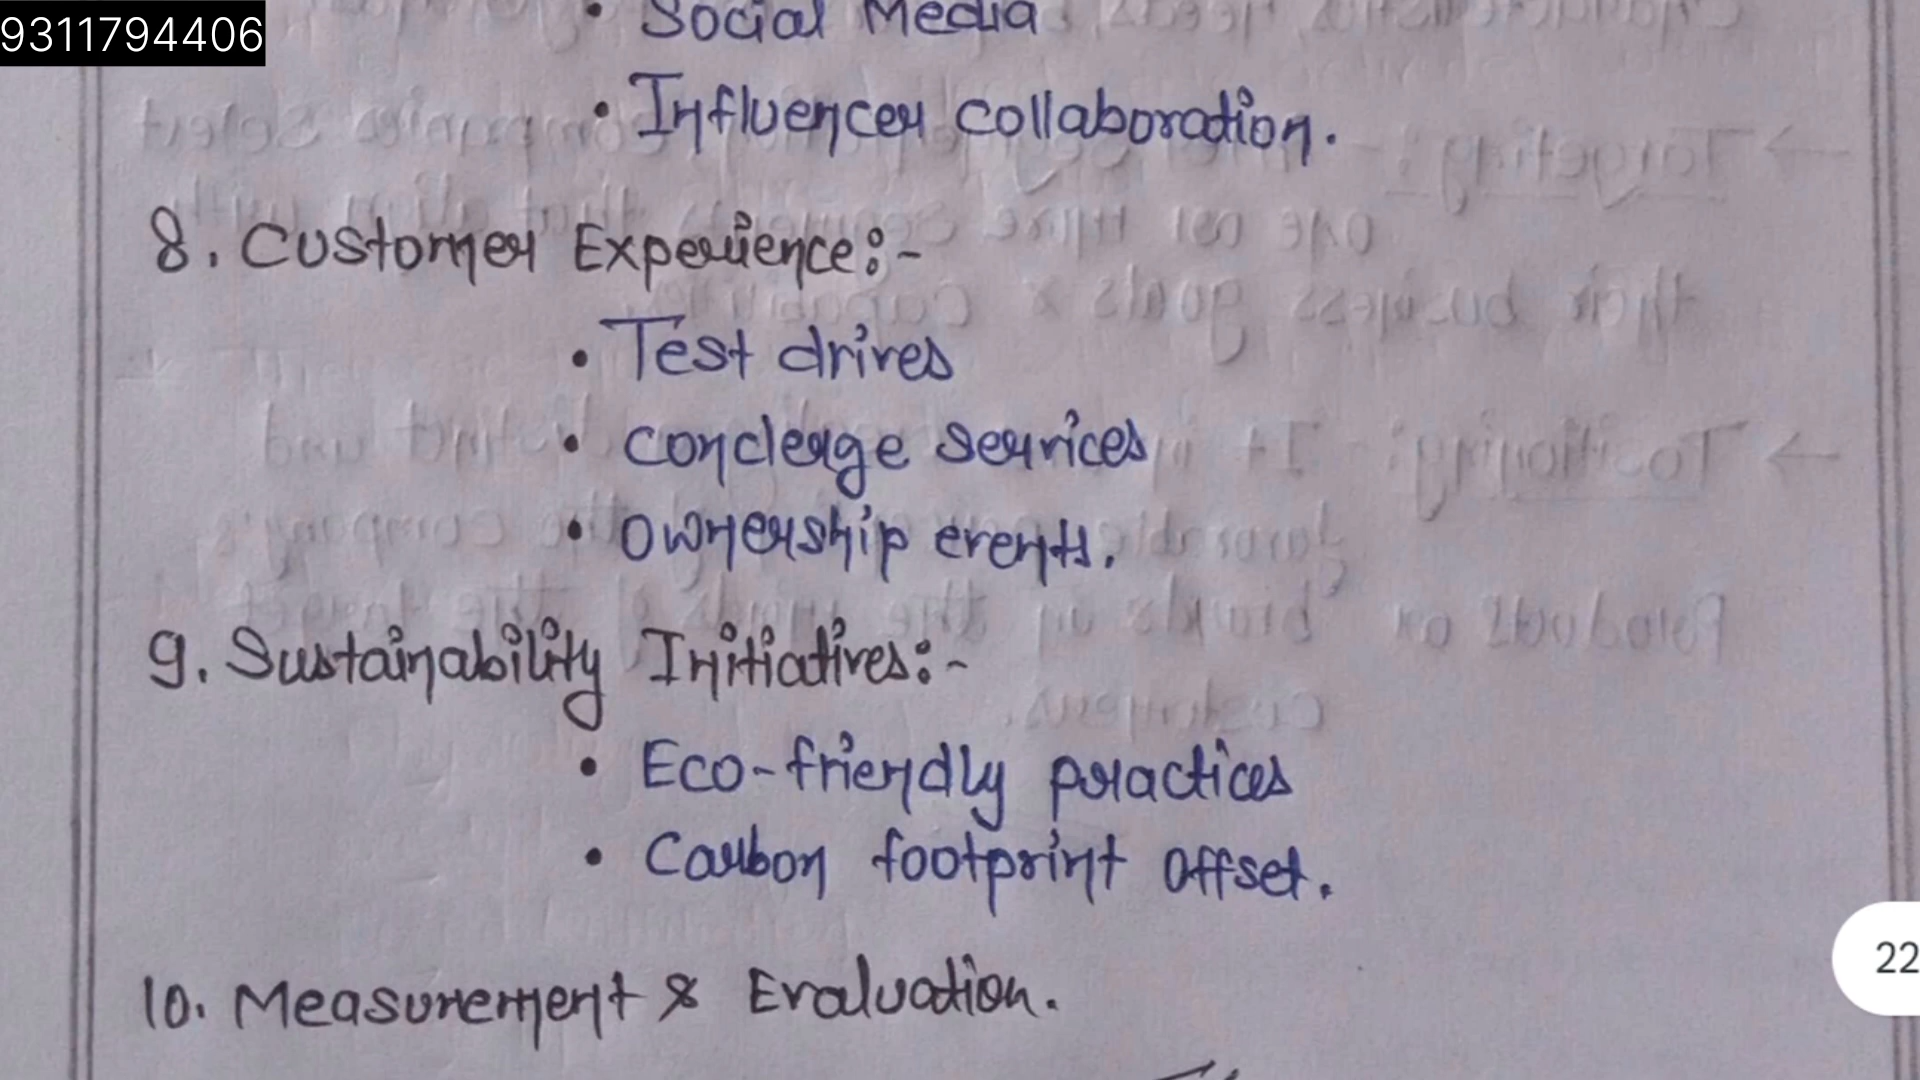 9311794406
• Social Media
• Influencer collaboration.
8. Customer Experience:-
• Test drives
• concierge services
• ownership events.
9. Sustainability Initiatives:-
• Eco-friendly practices
• Carbon footprint offset.
22
10. Measurement & Evaluation.